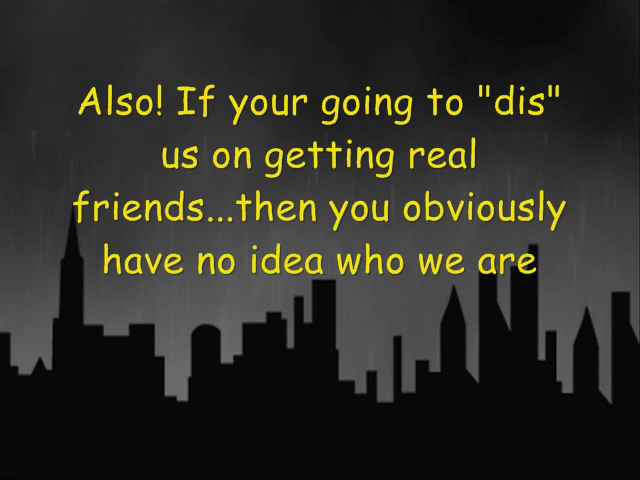 Also! If your going to "dis"
us on getting real
friends...then you obviously
have no idea who we are